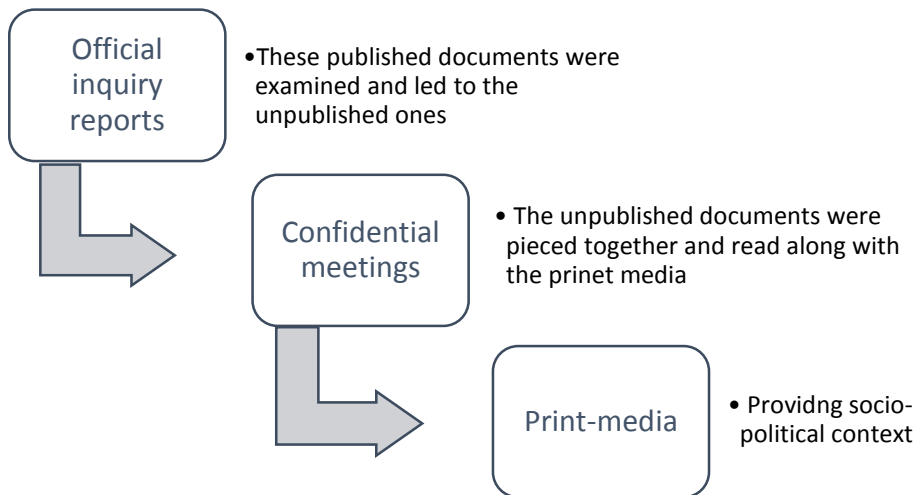 Official
inquiry
reports
•These published documents were
examined and led to the
unpublished ones
Confidential
meetings
• The unpublished documents were
pieced together and read along with
the prinet media
Print-media
• Providng socio-
political context